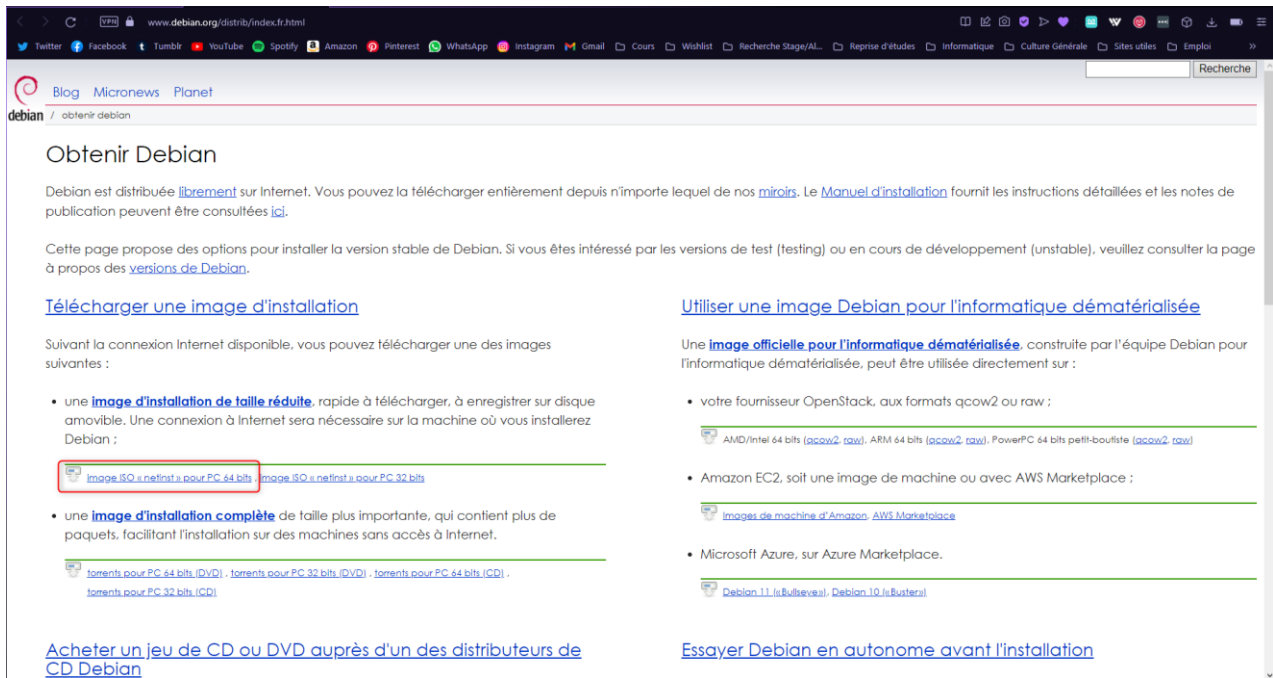 VPN www.debian.org/distrib/index.fr.html
Twitter Facebook Tumblr YouTube Spotify Amazon Pinterest WhatsApp Instagram Gmail Cours Wishlist Recherche Stage/Al... Reprise d'études Informatique Culture Générale Sites utiles Emploi »
Recherche
Blog Micronews Planet
debian / obtenir debian
Obtenir Debian
Debian est distribuée librement sur Internet. Vous pouvez la télécharger entièrement depuis n'importe lequel de nos miroirs. Le Manuel d'installation fournit les instructions détaillées et les notes de
publication peuvent être consultées ici.
Cette page propose des options pour installer la version stable de Debian. Si vous êtes intéressé par les versions de test (testing) ou en cours de développement (unstable), veuillez consulter la page
à propos des versions de Debian.
Télécharger une image d'installation
Suivant la connexion Internet disponible, vous pouvez télécharger une des images
suivantes :
• une image d'installation de taille réduite, rapide à télécharger, à enregistrer sur disque
amovible. Une connexion à Internet sera nécessaire sur la machine où vous installerez
Debian ;
Image ISO « netinst » pour PC 64 bits , Image ISO « netinst » pour PC 32 bits
• une image d'installation complète de taille plus importante, qui contient plus de
paquets, facilitant l'installation sur des machines sans accès à Internet.
torrents pour PC 64 bits (DVD) , torrents pour PC 32 bits (DVD) , torrents pour PC 64 bits (CD) ,
torrents pour PC 32 bits (CD)
Acheter un jeu de CD ou DVD auprès d'un des distributeurs de
CD Debian
Utiliser une image Debian pour l'informatique dématérialisée
Une image officielle pour l'informatique dématérialisée, construite par l'équipe Debian pour
l'informatique dématérialisée, peut être utilisée directement sur :
• votre fournisseur OpenStack, aux formats qcow2 ou raw ;
AMD/Intel 64 bits (qcow2, raw), ARM 64 bits (qcow2, raw), PowerPC 64 bits petit-boutiste (qcow2, raw)
• Amazon EC2, soit une image de machine ou avec AWS Marketplace ;
Images de machine d'Amazon, AWS Marketplace
• Microsoft Azure, sur Azure Marketplace.
Debian 11 («Bullseye»), Debian 10 («Buster»)
Essayer Debian en autonome avant l'installation